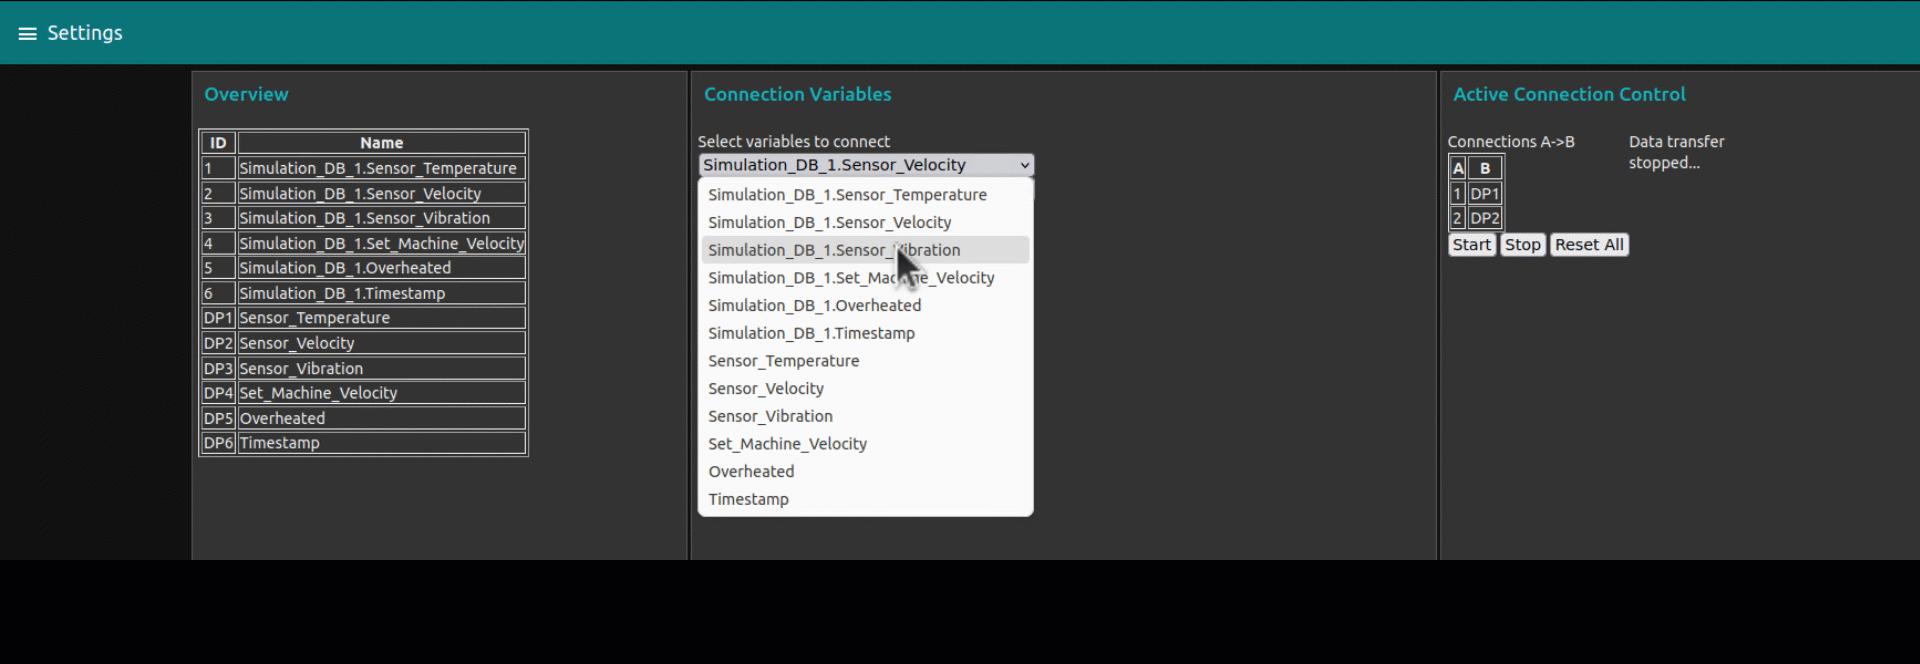 Settings
Overview
ID Name
1 Simulation_DB_1.Sensor_Temperature
2 Simulation_DB_1.Sensor_Velocity
3 Simulation_DB_1.Sensor_Vibration
4 Simulation_DB_1.Set_Machine_Velocity
5 Simulation_DB_1.Overheated
6 Simulation_DB_1.Timestamp
DP1 Sensor_Temperature
DP2 Sensor_Velocity
DP3 Sensor_Vibration
DP4 Set_Machine_Velocity
DP5 Overheated
DP6 Timestamp
Connection Variables
Select variables to connect
Simulation_DB_1.Sensor_Velocity
Simulation_DB_1.Sensor_Temperature
Simulation_DB_1.Sensor_Velocity
Simulation_DB_1.Sensor_Vibration
Simulation_DB_1.Set_Machine_Velocity
Simulation_DB_1.Overheated
Simulation_DB_1.Timestamp
Sensor_Temperature
Sensor_Velocity
Sensor_Vibration
Set_Machine_Velocity
Overheated
Timestamp
Active Connection Control
Connections A->B
A B
1 DP1
2 DP2
Start Stop Reset All
Data transfer
stopped...